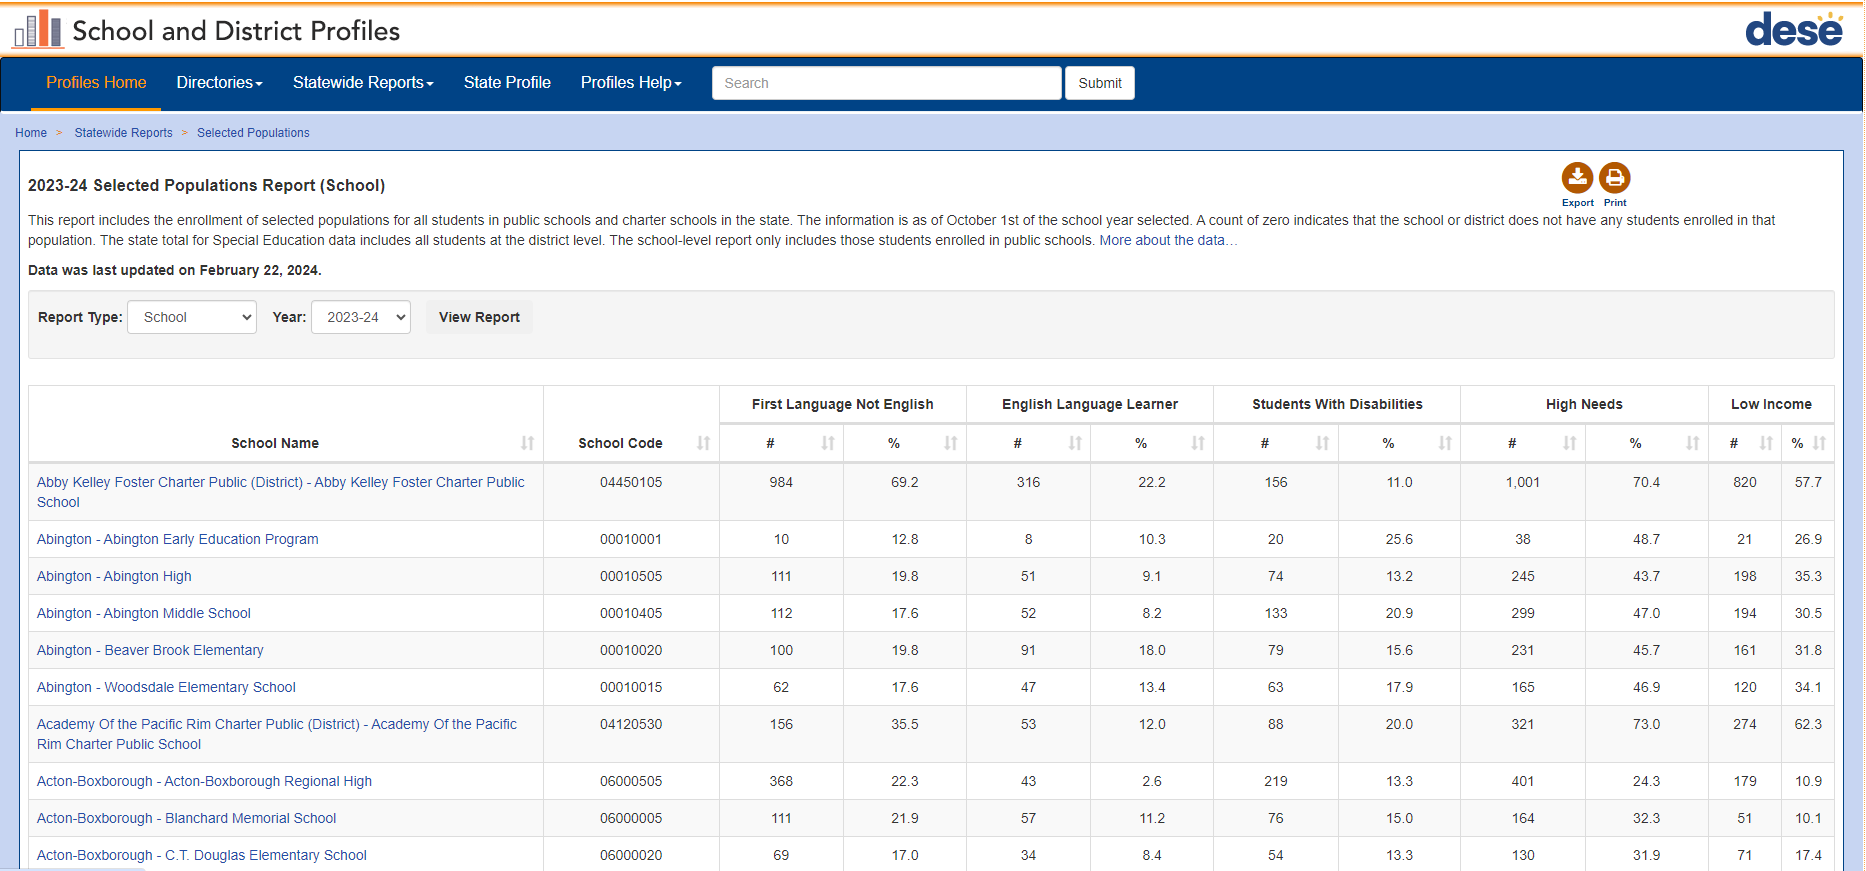 School and District Profiles
dese
Profiles Home Directories Statewide Reports State Profile Profiles Help Search Submit
Home > Statewide Reports > Selected Populations
2023-24 Selected Populations Report (School)
Export Print
This report includes the enrollment of selected populations for all students in public schools and charter schools in the state. The information is as of October 1st of the school year selected. A count of zero indicates that the school or district does not have any students enrolled in that
population. The state total for Special Education data includes all students at the district level. The school-level report only includes those students enrolled in public schools. More about the data…
Data was last updated on February 22, 2024.
Report Type: School Year: 2023-24 View Report
First Language Not English English Language Learner Students With Disabilities High Needs Low Income
School Name School Code # % # % # % # % # %
Abby Kelley Foster Charter Public (District) - Abby Kelley Foster Charter Public 04450105 984 69.2 316 22.2 156 11.0 1,001 70.4 820 57.7
School
Abington - Abington Early Education Program 00010001 10 12.8 8 10.3 20 25.6 38 48.7 21 26.9
Abington - Abington High 00010505 111 19.8 51 9.1 74 13.2 245 43.7 198 35.3
Abington - Abington Middle School 00010405 112 17.6 52 8.2 133 20.9 299 47.0 194 30.5
Abington - Beaver Brook Elementary 00010020 100 19.8 91 18.0 79 15.6 231 45.7 161 31.8
Abington - Woodsdale Elementary School 00010015 62 17.6 47 13.4 63 17.9 165 46.9 120 34.1
Academy Of the Pacific Rim Charter Public (District) - Academy Of the Pacific 04120530 156 35.5 53 12.0 88 20.0 321 73.0 274 62.3
Rim Charter Public School
Acton-Boxborough - Acton-Boxborough Regional High 06000505 368 22.3 43 2.6 219 13.3 401 24.3 179 10.9
Acton-Boxborough - Blanchard Memorial School 06000005 111 21.9 57 11.2 76 15.0 164 32.3 51 10.1
Acton-Boxborough - C.T. Douglas Elementary School 06000020 69 17.0 34 8.4 54 13.3 130 31.9 71 17.4